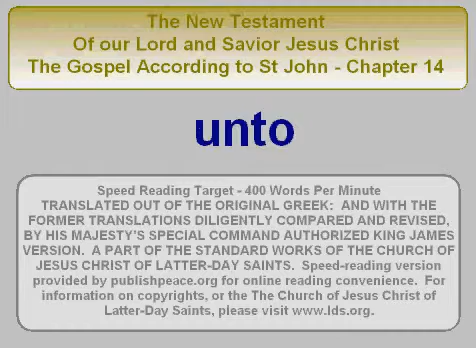 The New Testament
Of our Lord and Savior Jesus Christ
The Gospel According to St John - Chapter 14
unto
Speed Reading Target - 400 Words Per Minute
TRANSLATED OUT OF THE ORIGINAL GREEK:  AND WITH THE
FORMER TRANSLATIONS DILIGENTLY COMPARED AND REVISED,
BY HIS MAJESTY'S SPECIAL COMMAND AUTHORIZED KING JAMES
VERSION.  A PART OF THE STANDARD WORKS OF THE CHURCH OF
JESUS CHRIST OF LATTER-DAY SAINTS.  Speed-reading version
provided by publishpeace.org for online reading convenience.  For
information on copyrights, or the The Church of Jesus Christ of
Latter-Day Saints, please visit www.lds.org.